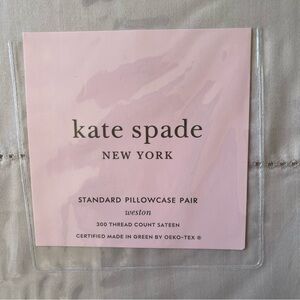 kate spade
NEW YORK
STANDARD PILLOWCASE PAIR
weston
300 THREAD COUNT SATEEN
CERTIFIED MADE IN GREEN BY OEKO-TEX ®